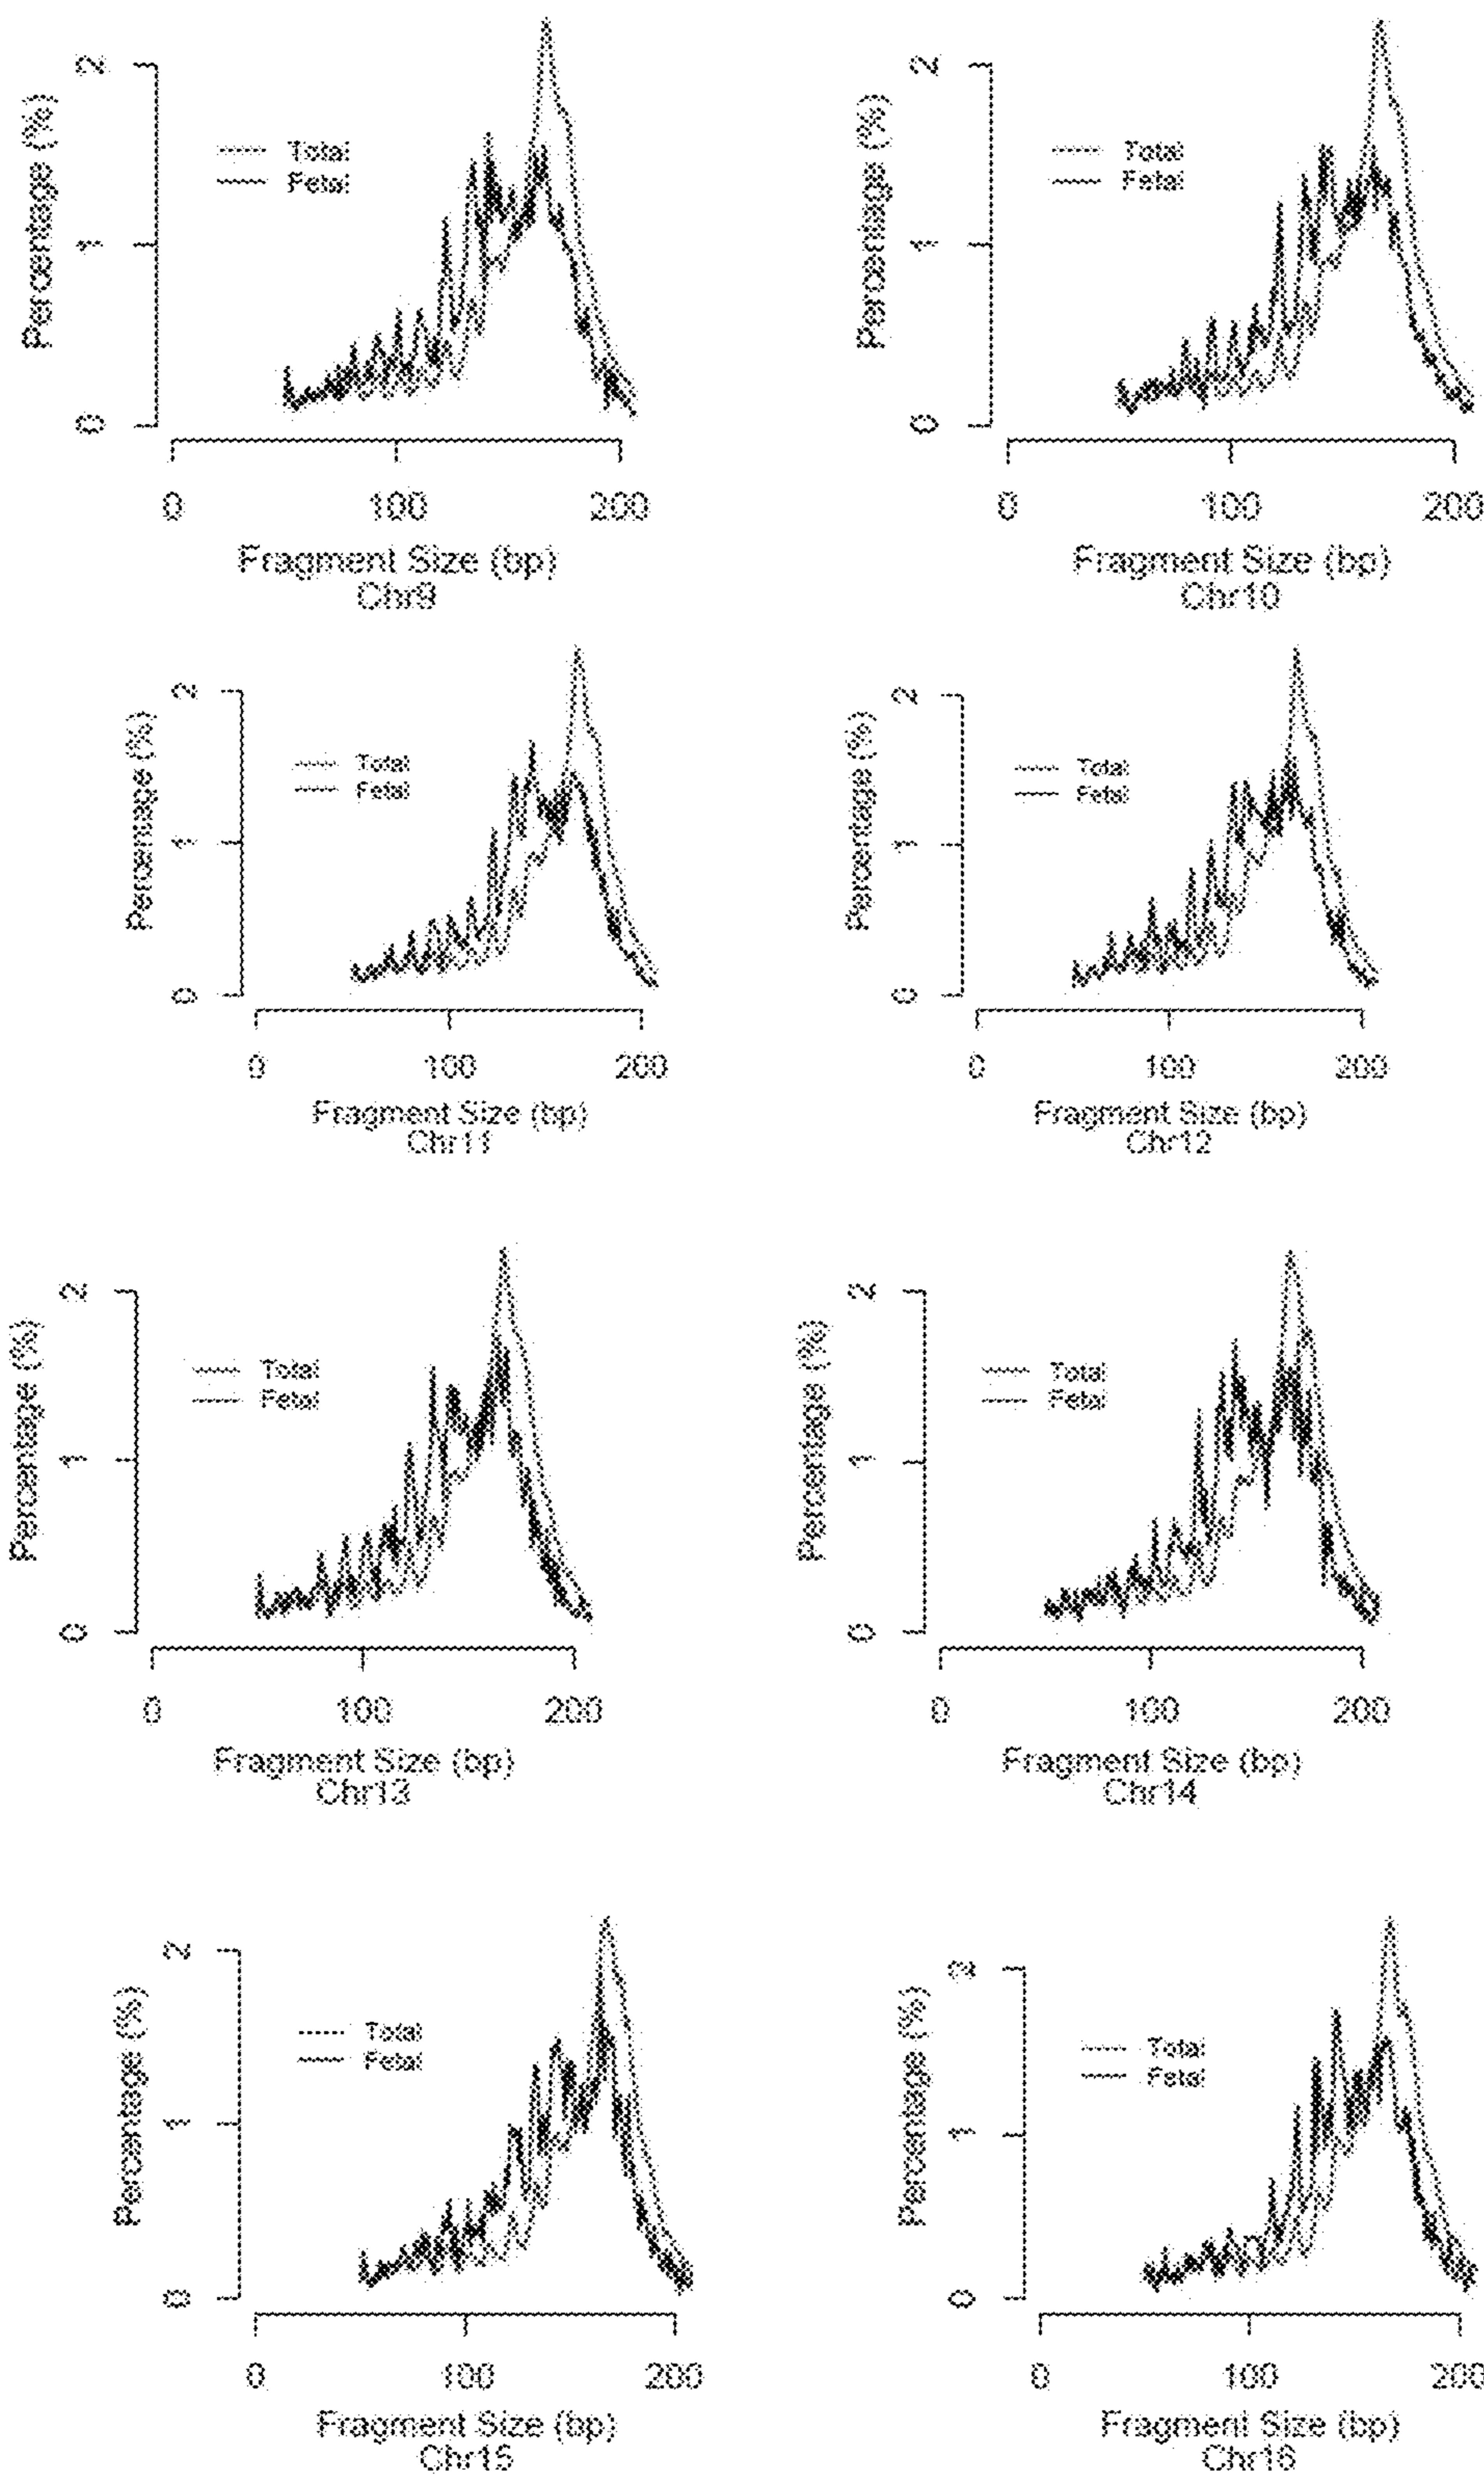 Percentage (%)
2
1
0
Total
Fetal
0 100 200
Fragment Size (bp)
Chr9
Percentage (%)
2
1
0
Total
Fetal
0 100 200
Fragment Size (bp)
Chr10
Percentage (%)
2
1
0
Total
Fetal
0 100 200
Fragment Size (bp)
Chr11
Percentage (%)
2
1
0
Total
Fetal
0 100 200
Fragment Size (bp)
Chr12
Percentage (%)
2
1
0
Total
Fetal
0 100 200
Fragment Size (bp)
Chr13
Percentage (%)
2
1
0
Total
Fetal
0 100 200
Fragment Size (bp)
Chr14
Percentage (%)
2
1
0
Total
Fetal
0 100 200
Fragment Size (bp)
Chr15
Percentage (%)
2
1
0
Total
Fetal
0 100 200
Fragment Size (bp)
Chr16